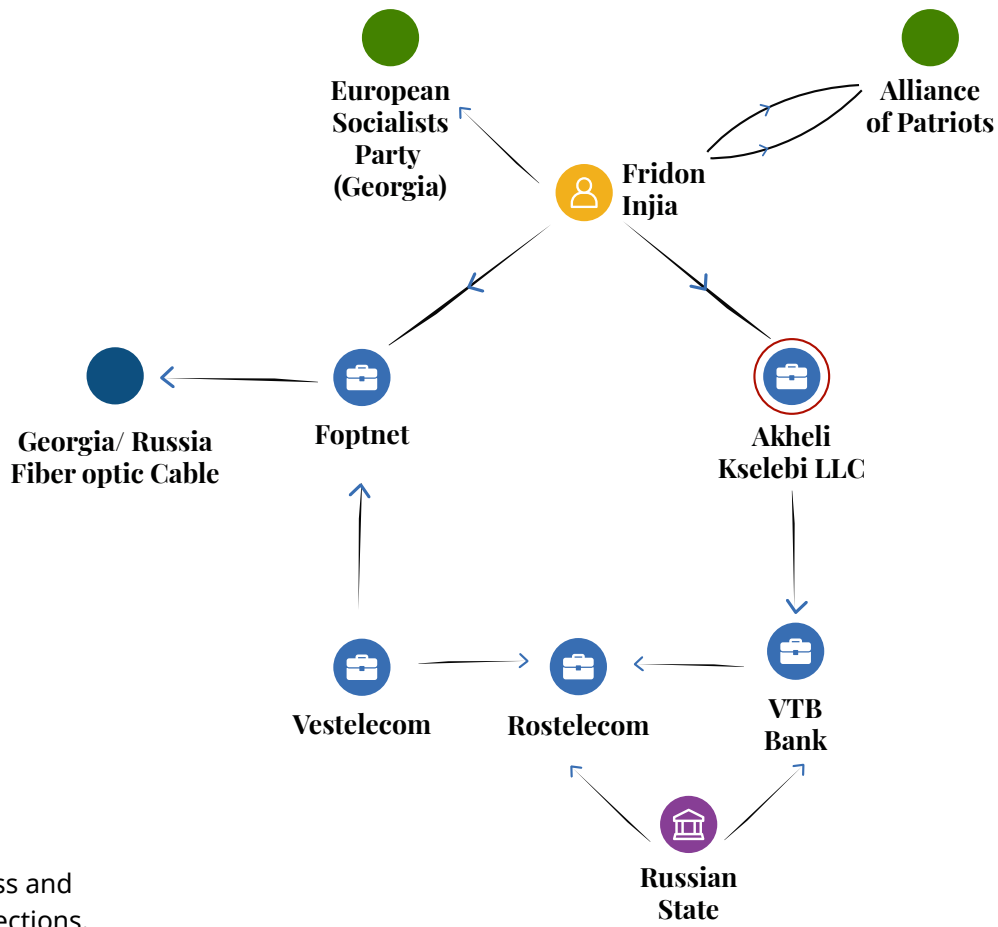 European
Socialists
Party
(Georgia)
Alliance
of Patriots
Fridon
Injia
Georgia/ Russia
Fiber optic Cable
Foptnet
Akheli
Kselebi LLC
Vestelecom
Rostelecom
VTB
Bank
Russian
State
and